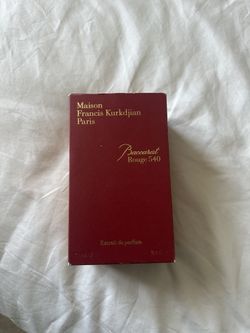 Maison
Francis Kurkdjian
Paris
Baccarat
Rouge 540
Extrait de parfum